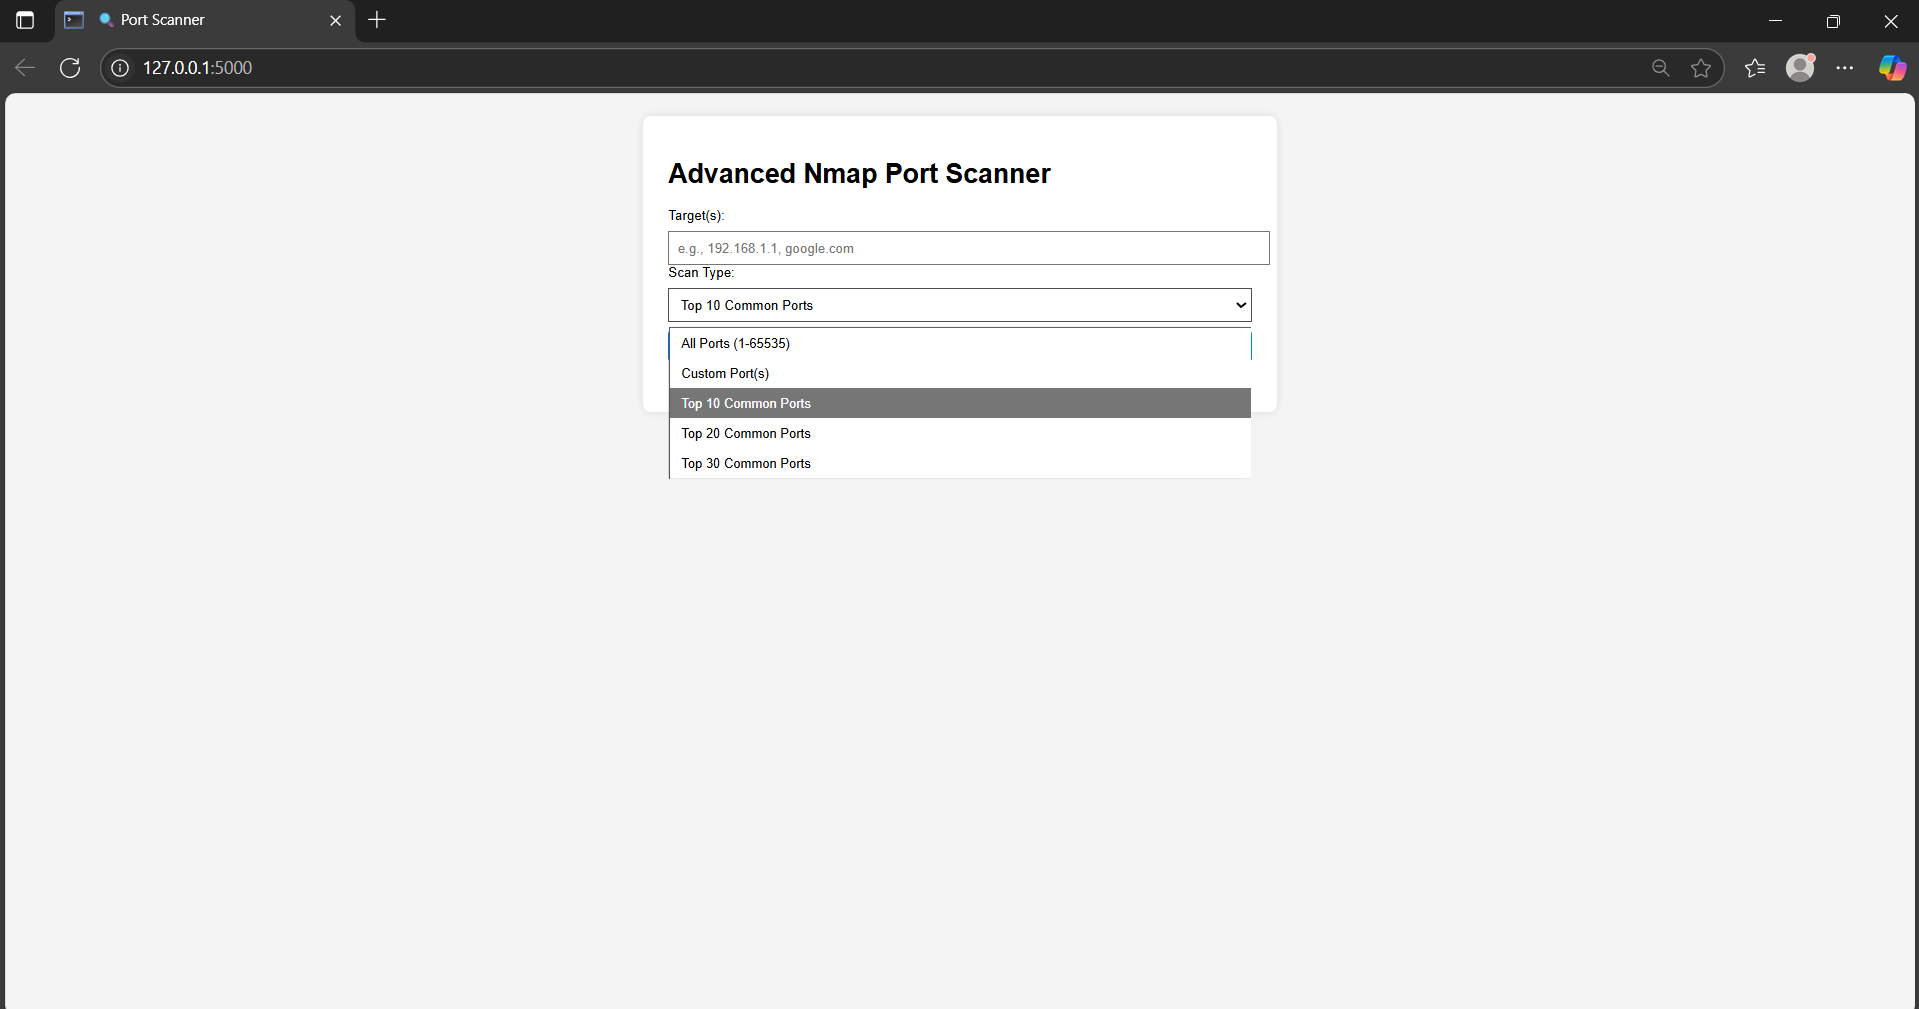 Port Scanner
127.0.0.1:5000
Advanced Nmap Port Scanner
Target(s):
e.g., 192.168.1.1, google.com
Scan Type:
Top 10 Common Ports
All Ports (1-65535)
Custom Port(s)
Top 10 Common Ports
Top 20 Common Ports
Top 30 Common Ports